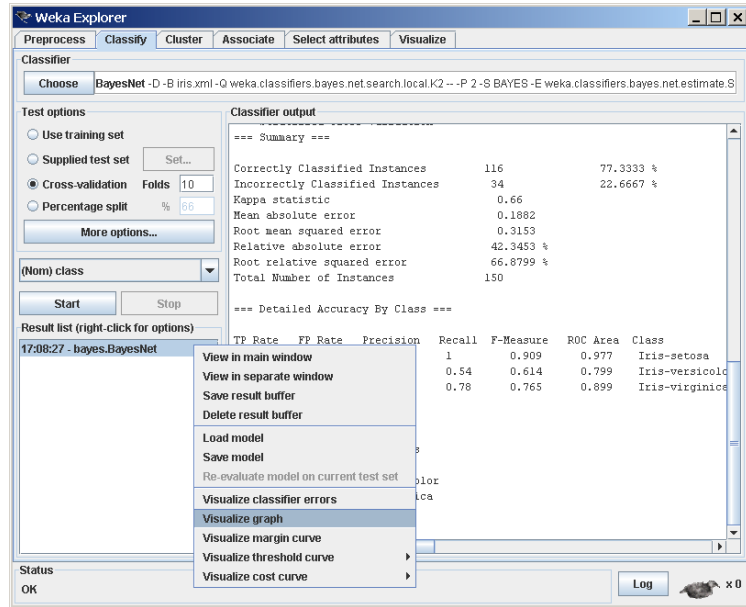 Weka Explorer
Preprocess Classify Cluster Associate Select attributes Visualize
Classifier
Choose BayesNet -D -B iris.xml -Q weka.classifiers.bayes.net.search.local.K2 -- -P 2 -S BAYES -E weka.classifiers.bayes.net.estimate.S
Test options
Use training set
Supplied test set Set...
Cross-validation Folds 10
Percentage split % 66
More options...
(Nom) class
Start Stop
Result list (right-click for options)
17:08:27 - bayes.BayesNet
Classifier output
=== Summary ===
Correctly Classified Instances 116 77.3333 %
Incorrectly Classified Instances 34 22.6667 %
Kappa statistic 0.66
Mean absolute error 0.1882
Root mean squared error 0.3153
Relative absolute error 42.3453 %
Root relative squared error 66.8799 %
Total Number of Instances 150
=== Detailed Accuracy By Class ===
TP Rate FP Rate Precision Recall F-Measure ROC Area Class
1 0.909 0.977 Iris-setosa
0.54 0.614 0.799 Iris-versicolo
0.78 0.765 0.899 Iris-virginica
olor
ica
View in main window
View in separate window
Save result buffer
Delete result buffer
Load model
Save model
Re-evaluate model on current test set
Visualize classifier errors
Visualize graph
Visualize margin curve
Visualize threshold curve
Visualize cost curve
Status
OK
Log x 0